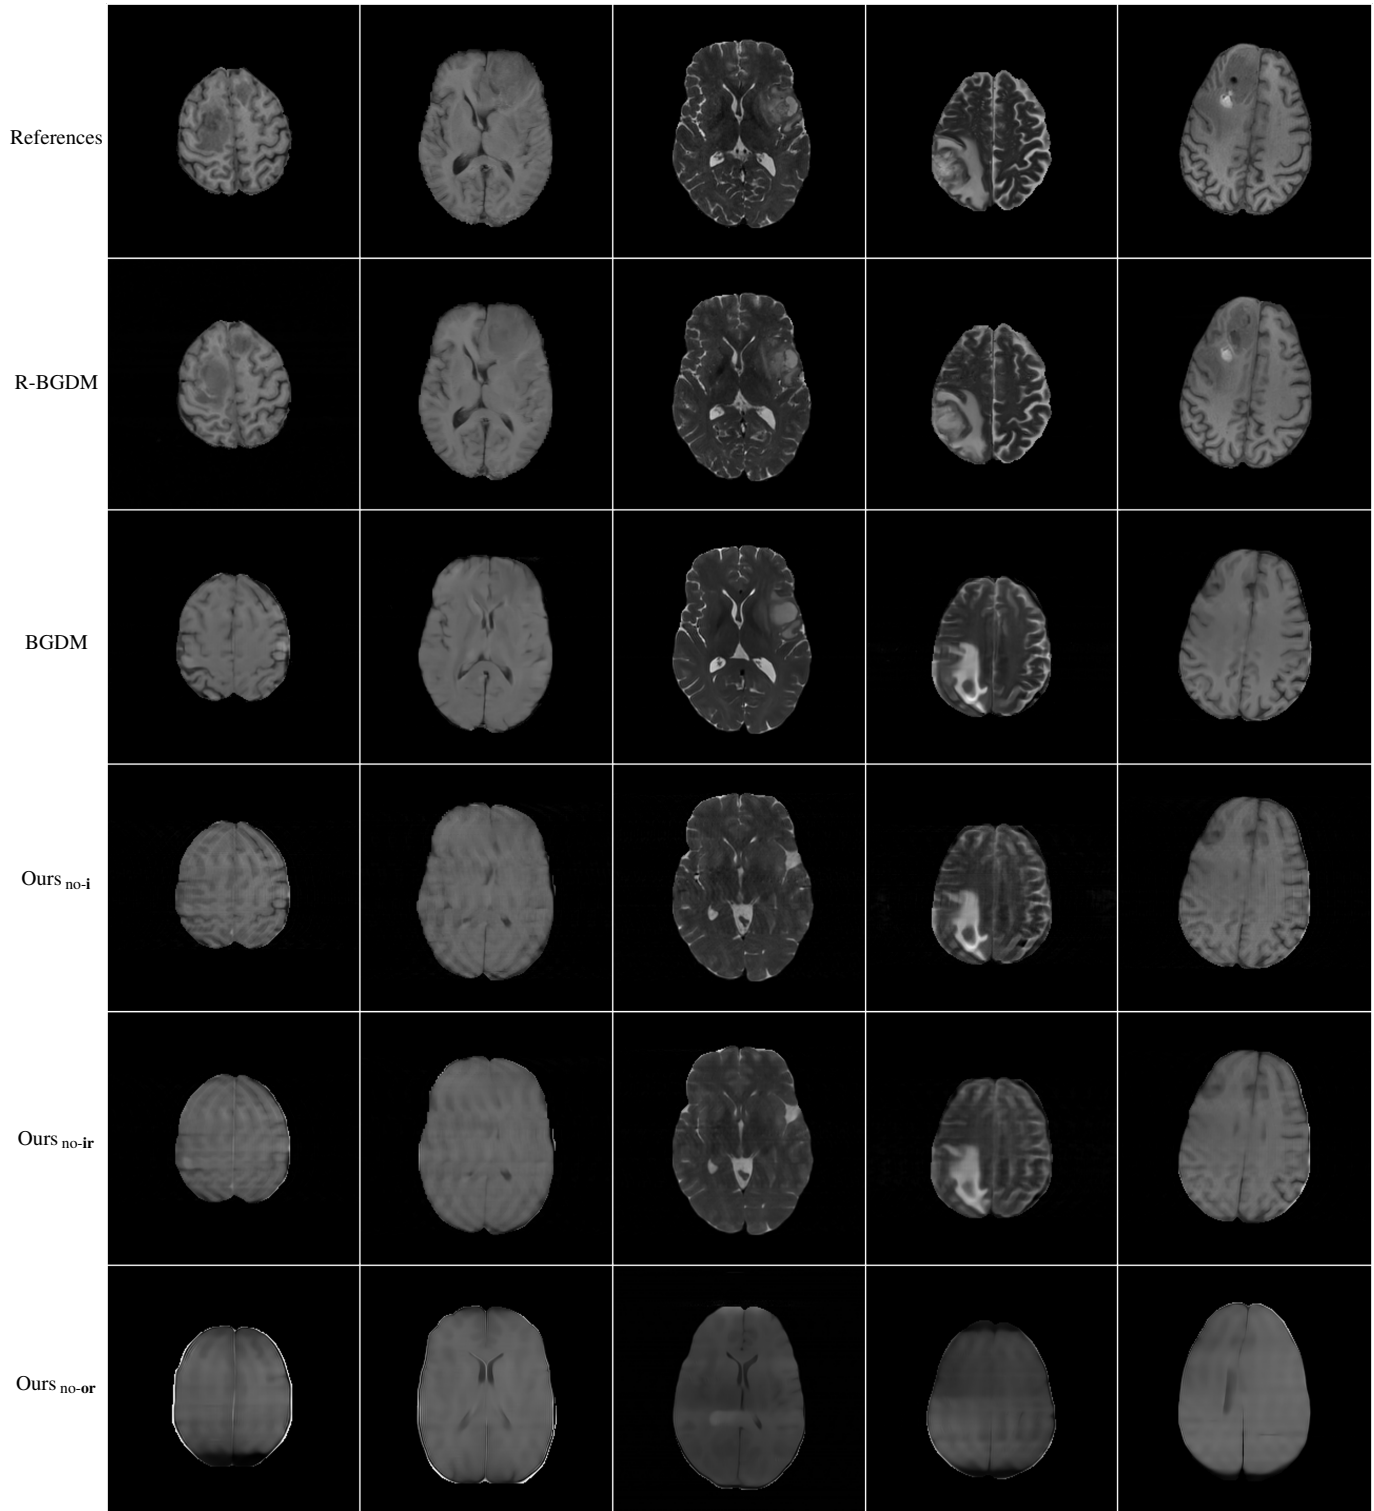 References
R-BGDM
BGDM
Ours no-i
Ours no-ir
Ours no-or